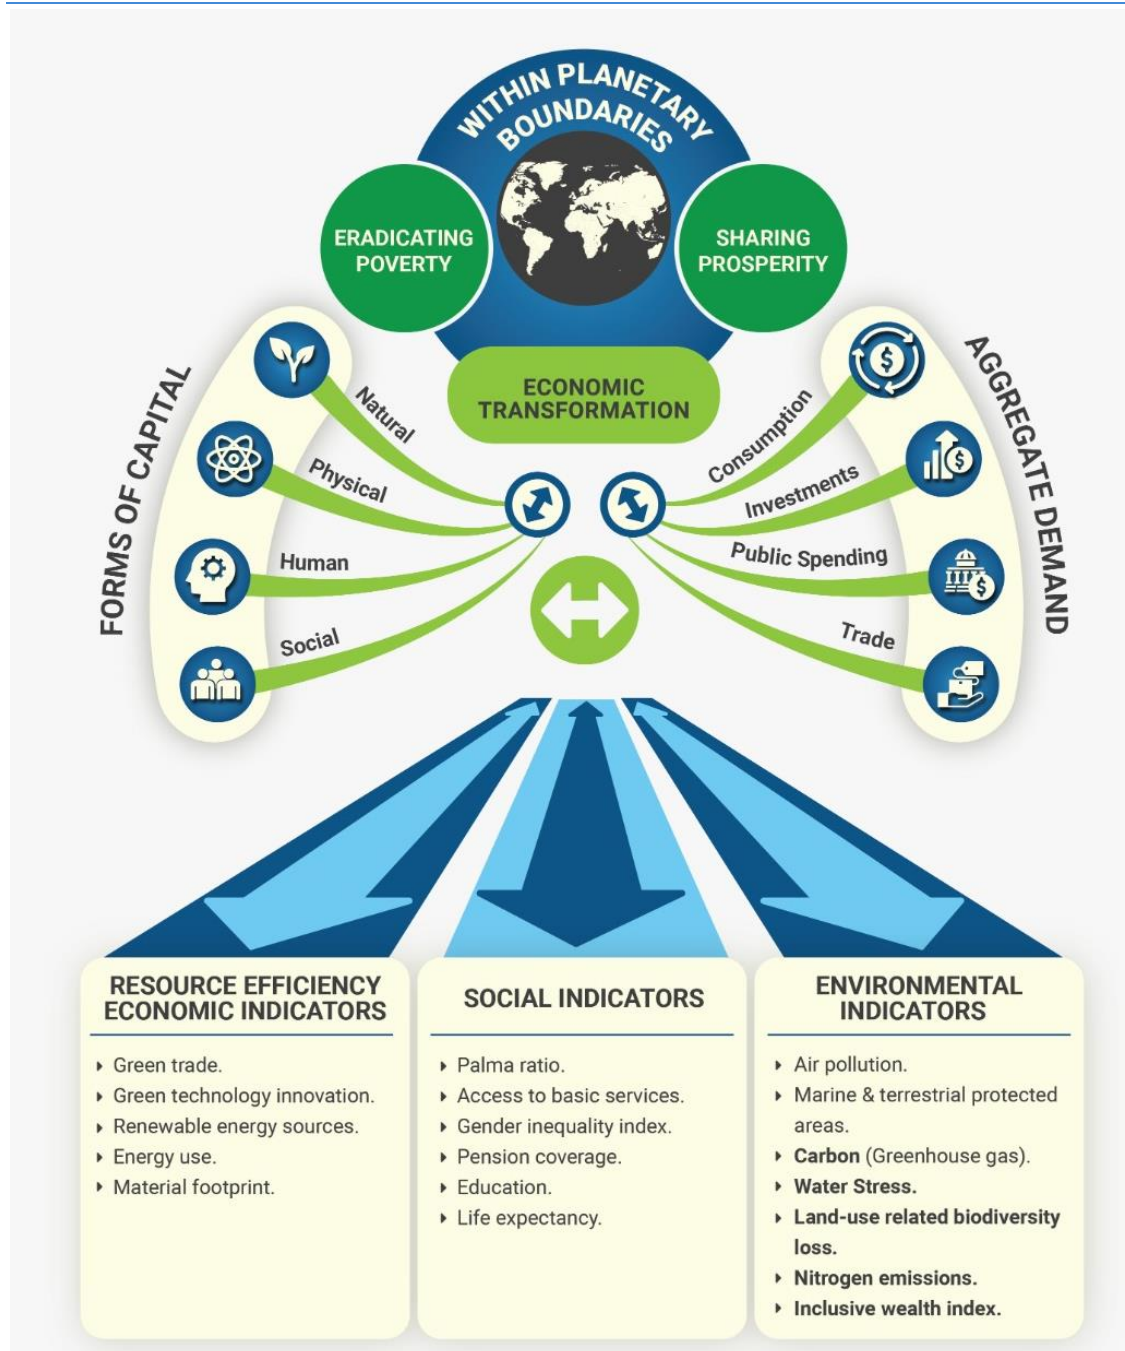 WITHIN PLANETARY
BOUNDARIES
ERADICATING
POVERTY
SHARING
PROSPERITY
ECONOMIC
TRANSFORMATION
FORMS OF CAPITAL
Natural
Physical
Human
Social
AGGREGATE DEMAND
Consumption
Investments
Public Spending
Trade
RESOURCE EFFICIENCY
ECONOMIC INDICATORS
Green trade.
Green technology innovation.
Renewable energy sources.
Energy use.
Material footprint.
SOCIAL INDICATORS
Palma ratio.
Access to basic services.
Gender inequality index.
Pension coverage.
Education.
Life expectancy.
ENVIRONMENTAL
INDICATORS
Air pollution.
Marine & terrestrial protected
areas.
Carbon (Greenhouse gas).
Water Stress.
Land-use related biodiversity
loss.
Nitrogen emissions.
Inclusive wealth index.